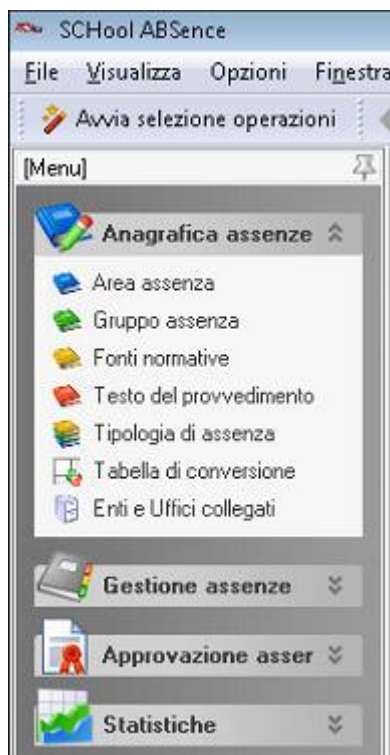 SCHool ABSence
File Visualizza Opzioni Finestra
Avvia selezione operazioni
[Menu]
Anagrafica assenze
Area assenza
Gruppo assenza
Fonti normative
Testo del provvedimento
Tipologia di assenza
Tabella di conversione
Enti e Uffici collegati
Gestione assenze
Approvazione asser
Statistiche